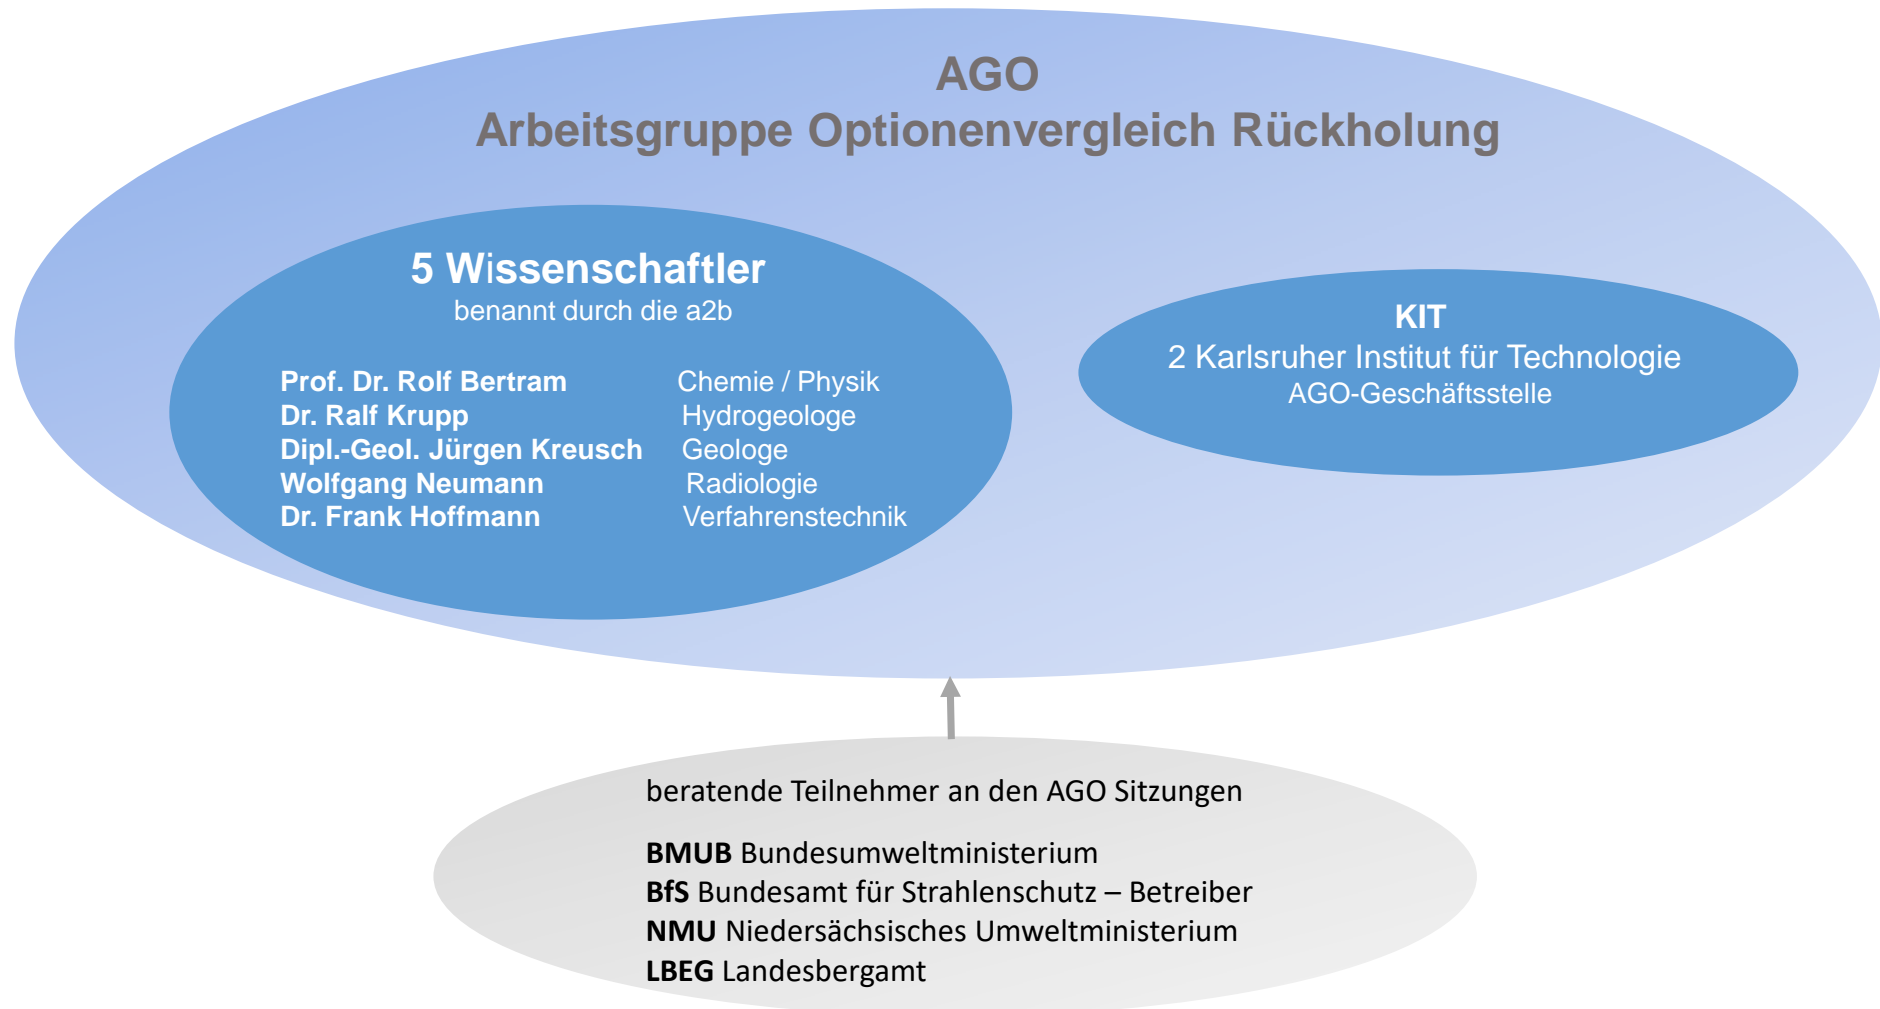 AGO
Arbeitsgruppe Optionenvergleich Rückholung
5 Wissenschaftler
benannt durch die a2b
Prof. Dr. Rolf Bertram Chemie / Physik
Dr. Ralf Krupp Hydrogeologe
Dipl.-Geol. Jürgen Kreusch Geologe
Wolfgang Neumann Radiologie
Dr. Frank Hoffmann Verfahrenstechnik
KIT
2 Karlsruher Institut für Technologie
AGO-Geschäftsstelle
beratende Teilnehmer an den AGO Sitzungen
BMUB Bundesumweltministerium
BfS Bundesamt für Strahlenschutz – Betreiber
NMU Niedersächsisches Umweltministerium
LBEG Landesbergamt